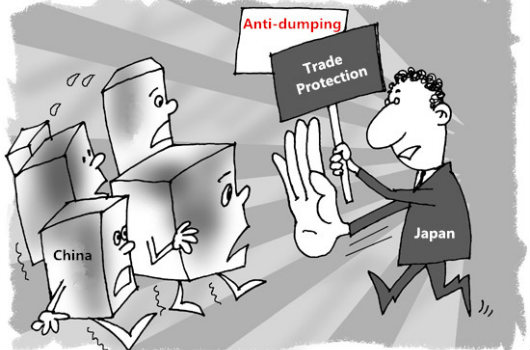 Anti-dumping
Trade
Protection
China
Japan